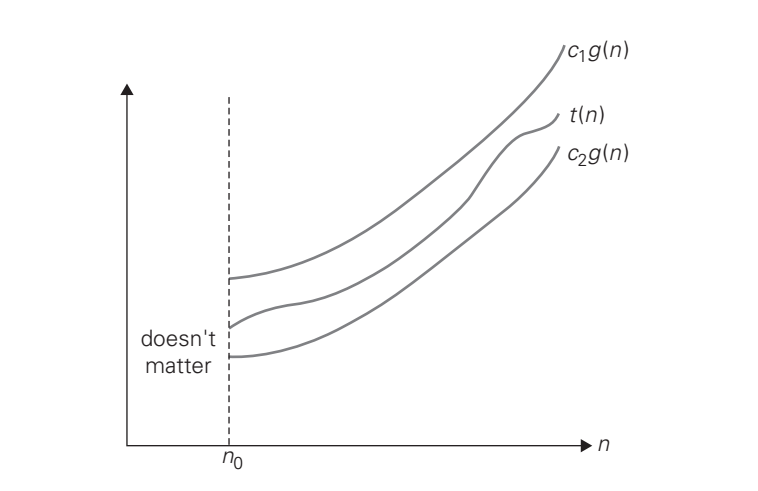 c₁g(n)
t(n)
c₂g(n)
doesn't
matter
n
n₀